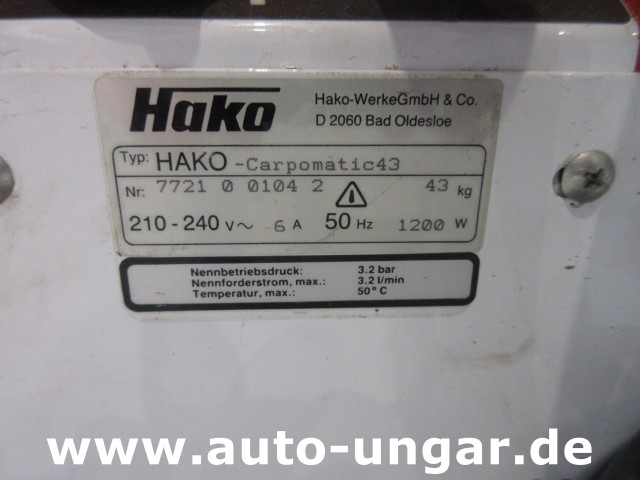 Hako
Hako-WerkeGmbH & Co.
D 2060 Bad Oldesloe
Typ: HAKO -Carpomatic43
Nr: 7721 0 0104 2 43 kg
210 - 240 V~ 6 A 50 Hz 1200 W
Nennbetriebsdruck: 3.2 bar
Nennforderstrom, max.: 3.2 l/min
Temperatur, max.: 50° C
www.auto-ungar.de